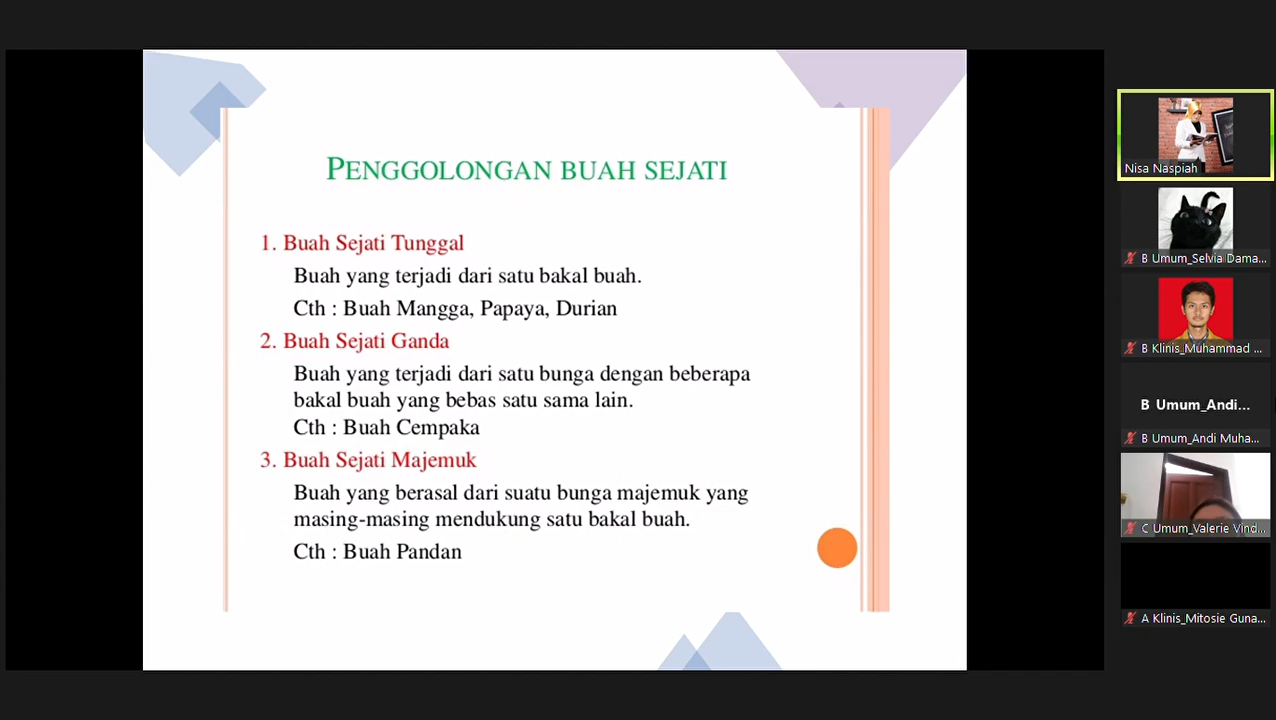 PENGGOLONGAN BUAH SEJATI
1. Buah Sejati Tunggal
Buah yang terjadi dari satu bakal buah.
Cth : Buah Mangga, Papaya, Durian
2. Buah Sejati Ganda
Buah yang terjadi dari satu bunga dengan beberapa
bakal buah yang bebas satu sama lain.
Cth : Buah Cempaka
3. Buah Sejati Majemuk
Buah yang berasal dari suatu bunga majemuk yang
masing-masing mendukung satu bakal buah.
Cth : Buah Pandan
Nisa Naspiah
B Umum_Selvia Dama...
B Klinis_Muhammad ...
B Umum_Andi...
B Umum_Andi Muha...
C Umum_Valerie Vind...
A Klinis_Mitosie Guna...